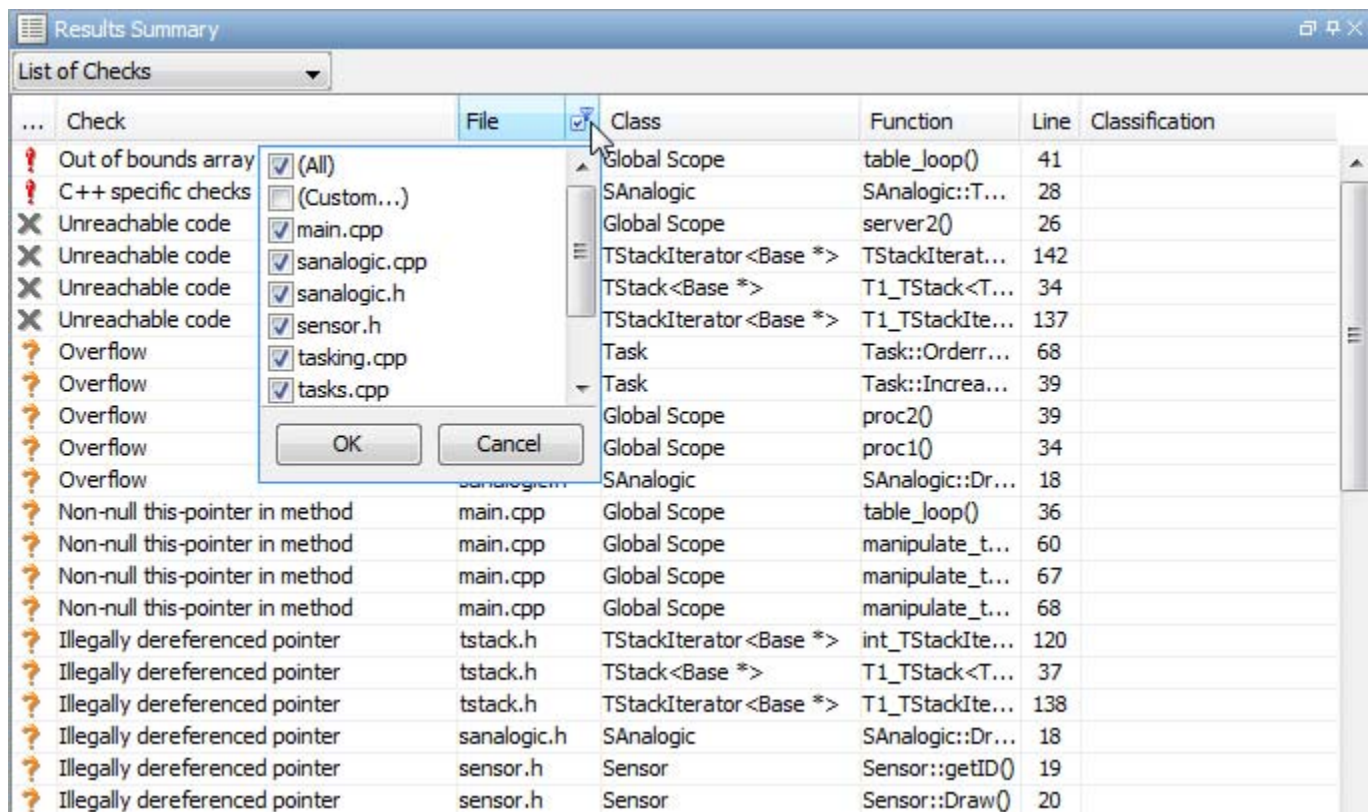 Results Summary
List of Checks
... Check File Class Function Line Classification
Out of bounds array Global Scope table_loop() 41
C++ specific checks SAnalogic SAnalogic::T... 28
Unreachable code Global Scope server2() 26
Unreachable code TStackIterator<Base *> TStackIterat... 142
Unreachable code TStack<Base *> T1_TStack<T... 34
Unreachable code TStackIterator<Base *> T1_TStackIte... 137
Overflow Task Task::Orderr... 68
Overflow Task Task::Increa... 39
Overflow Global Scope proc2() 39
Overflow Global Scope proc1() 34
Overflow SAnalogic SAnalogic::Dr... 18
(All)
(Custom...)
main.cpp
sanalogic.cpp
sanalogic.h
sensor.h
tasking.cpp
tasks.cpp
OK Cancel
Non-null this-pointer in method main.cpp Global Scope table_loop() 36
Non-null this-pointer in method main.cpp Global Scope manipulate_t... 60
Non-null this-pointer in method main.cpp Global Scope manipulate_t... 67
Non-null this-pointer in method main.cpp Global Scope manipulate_t... 68
Illegally dereferenced pointer tstack.h TStackIterator<Base *> int_TStackIte... 120
Illegally dereferenced pointer tstack.h TStack<Base *> T1_TStack<T... 37
Illegally dereferenced pointer tstack.h TStackIterator<Base *> T1_TStackIte... 138
Illegally dereferenced pointer sanalogic.h SAnalogic SAnalogic::Dr... 18
Illegally dereferenced pointer sensor.h Sensor Sensor::getID() 19
Illegally dereferenced pointer sensor.h Sensor Sensor::Draw() 20